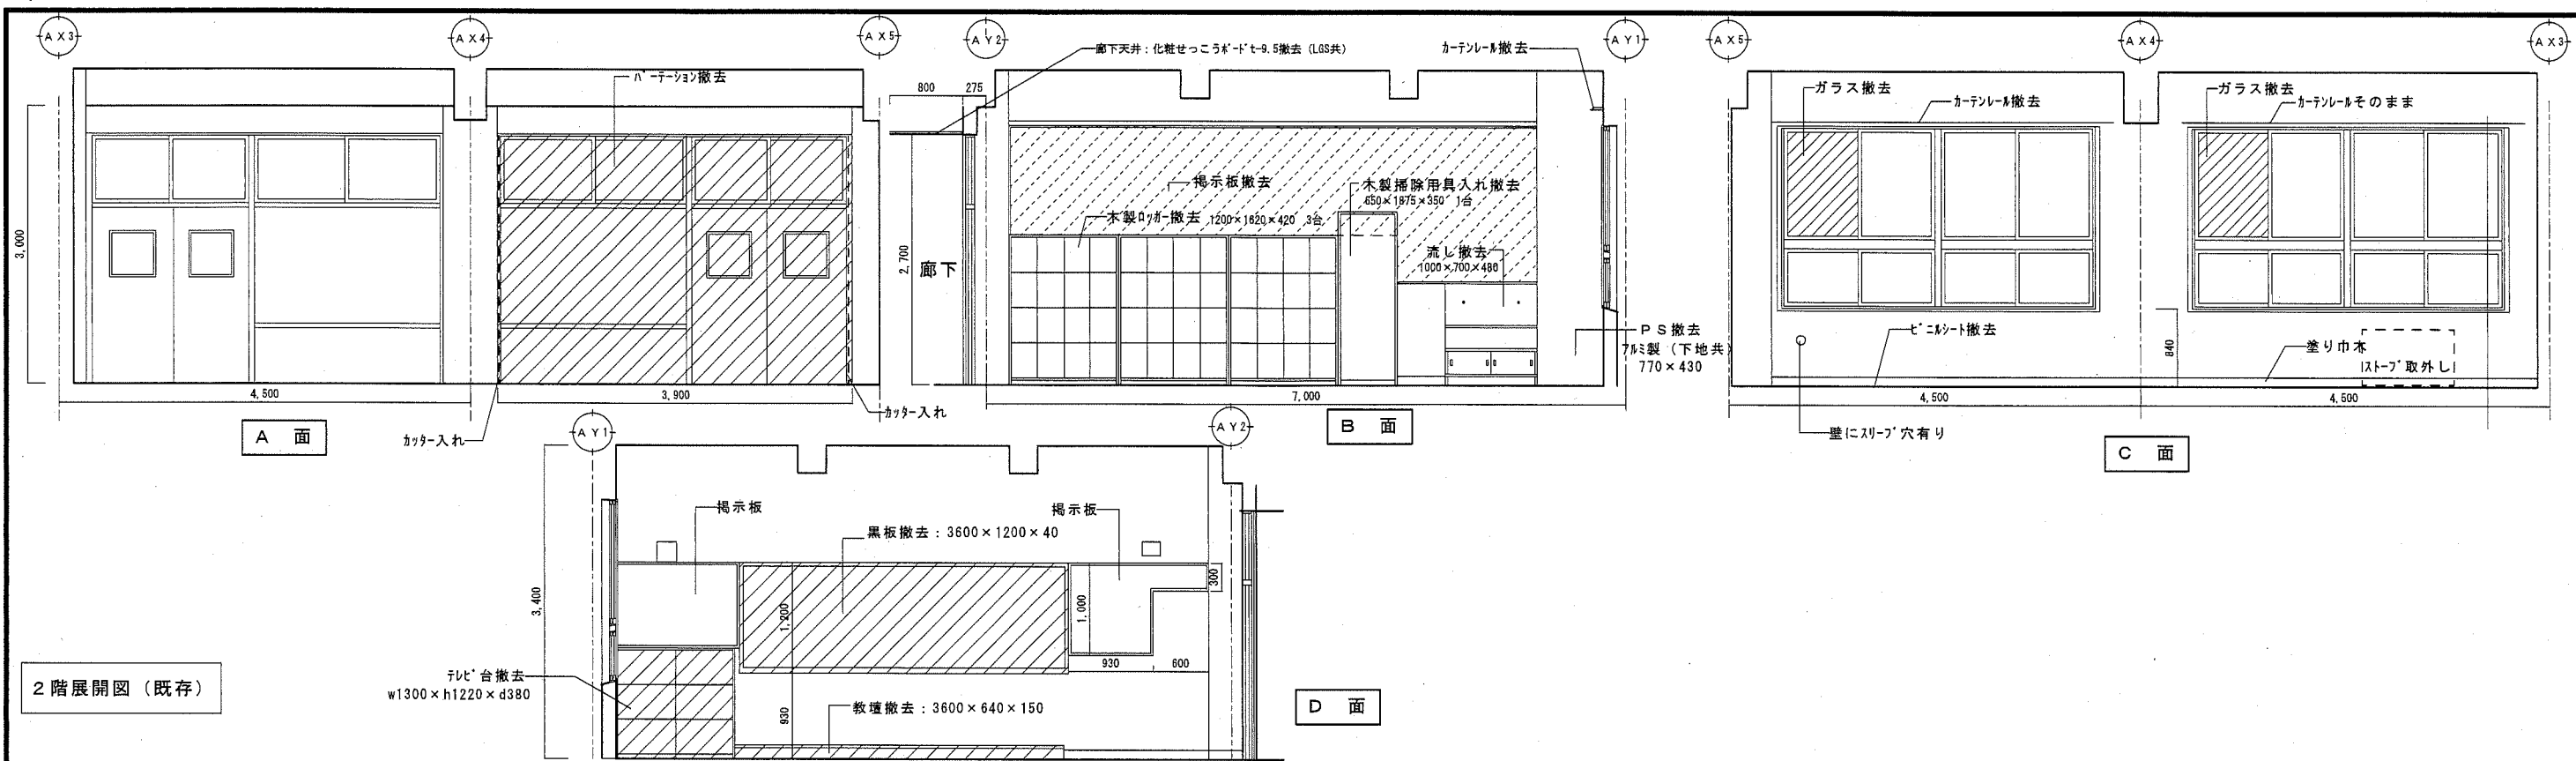 AX3
AX4
AX5
AY2
AY1
AX5
AX4
AX3
パーテーション撤去
3,000
4,500
3,900
カッター入れ
カッター入れ
A 面
廊下天井：化粧せっこうボードt-9.5撤去（LGS共）
カーテンレール撤去
800
275
2,700
廊下
掲示板撤去
木製掃除用具入れ撤去
650×1875×350 1台
木製ロッカー撤去 1200×1620×420 3台
流し撤去
1000×700×480
PS撤去
アルミ製（下地共）
770×430
7,000
B 面
ガラス撤去
カーテンレール撤去
ガラス撤去
カーテンレールそのまま
ビニルシート撤去
840
塗り巾木
ストーブ取外し
4,500
4,500
壁にスリーブ穴有り
C 面
AY1
AY2
掲示板
掲示板
黒板撤去：3600×1200×40
3,400
1,200
1,000
300
930
600
テレビ台撤去
w1300×h1220×d380
930
教壇撤去：3600×640×150
D 面
2階展開図（既存）